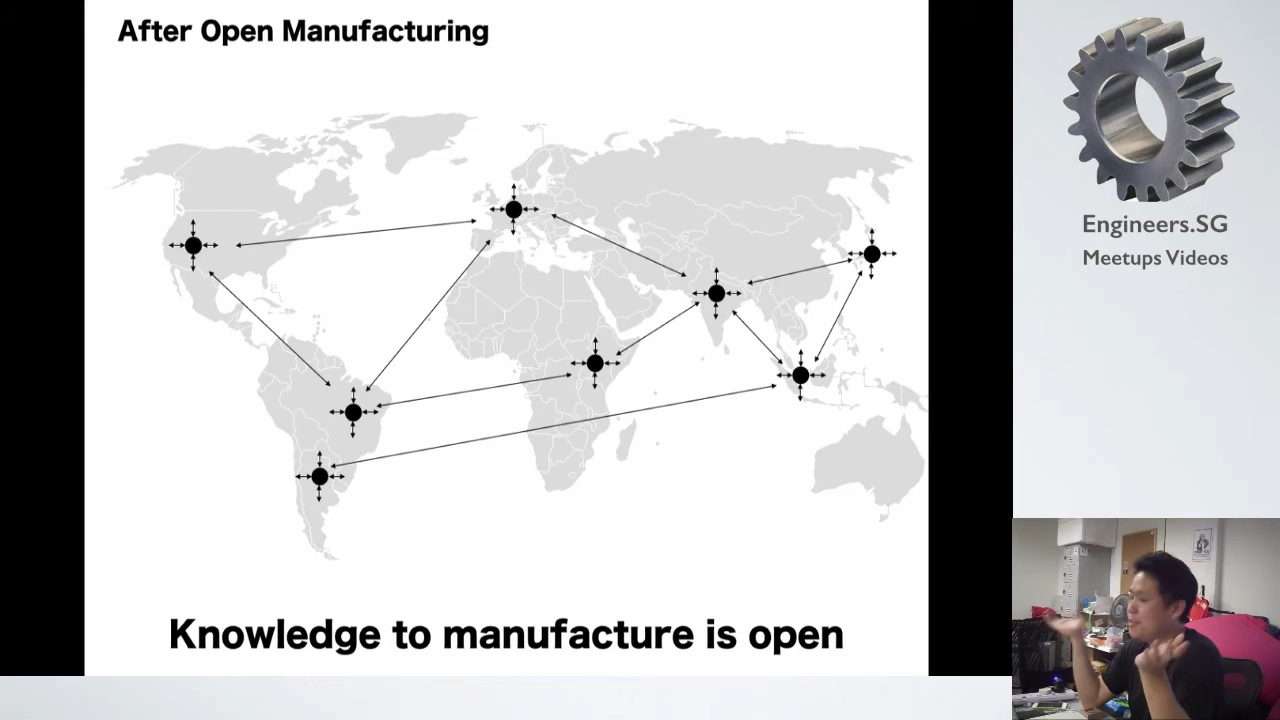 After Open Manufacturing
Knowledge to manufacture is open
Engineers.SG
Meetups Videos